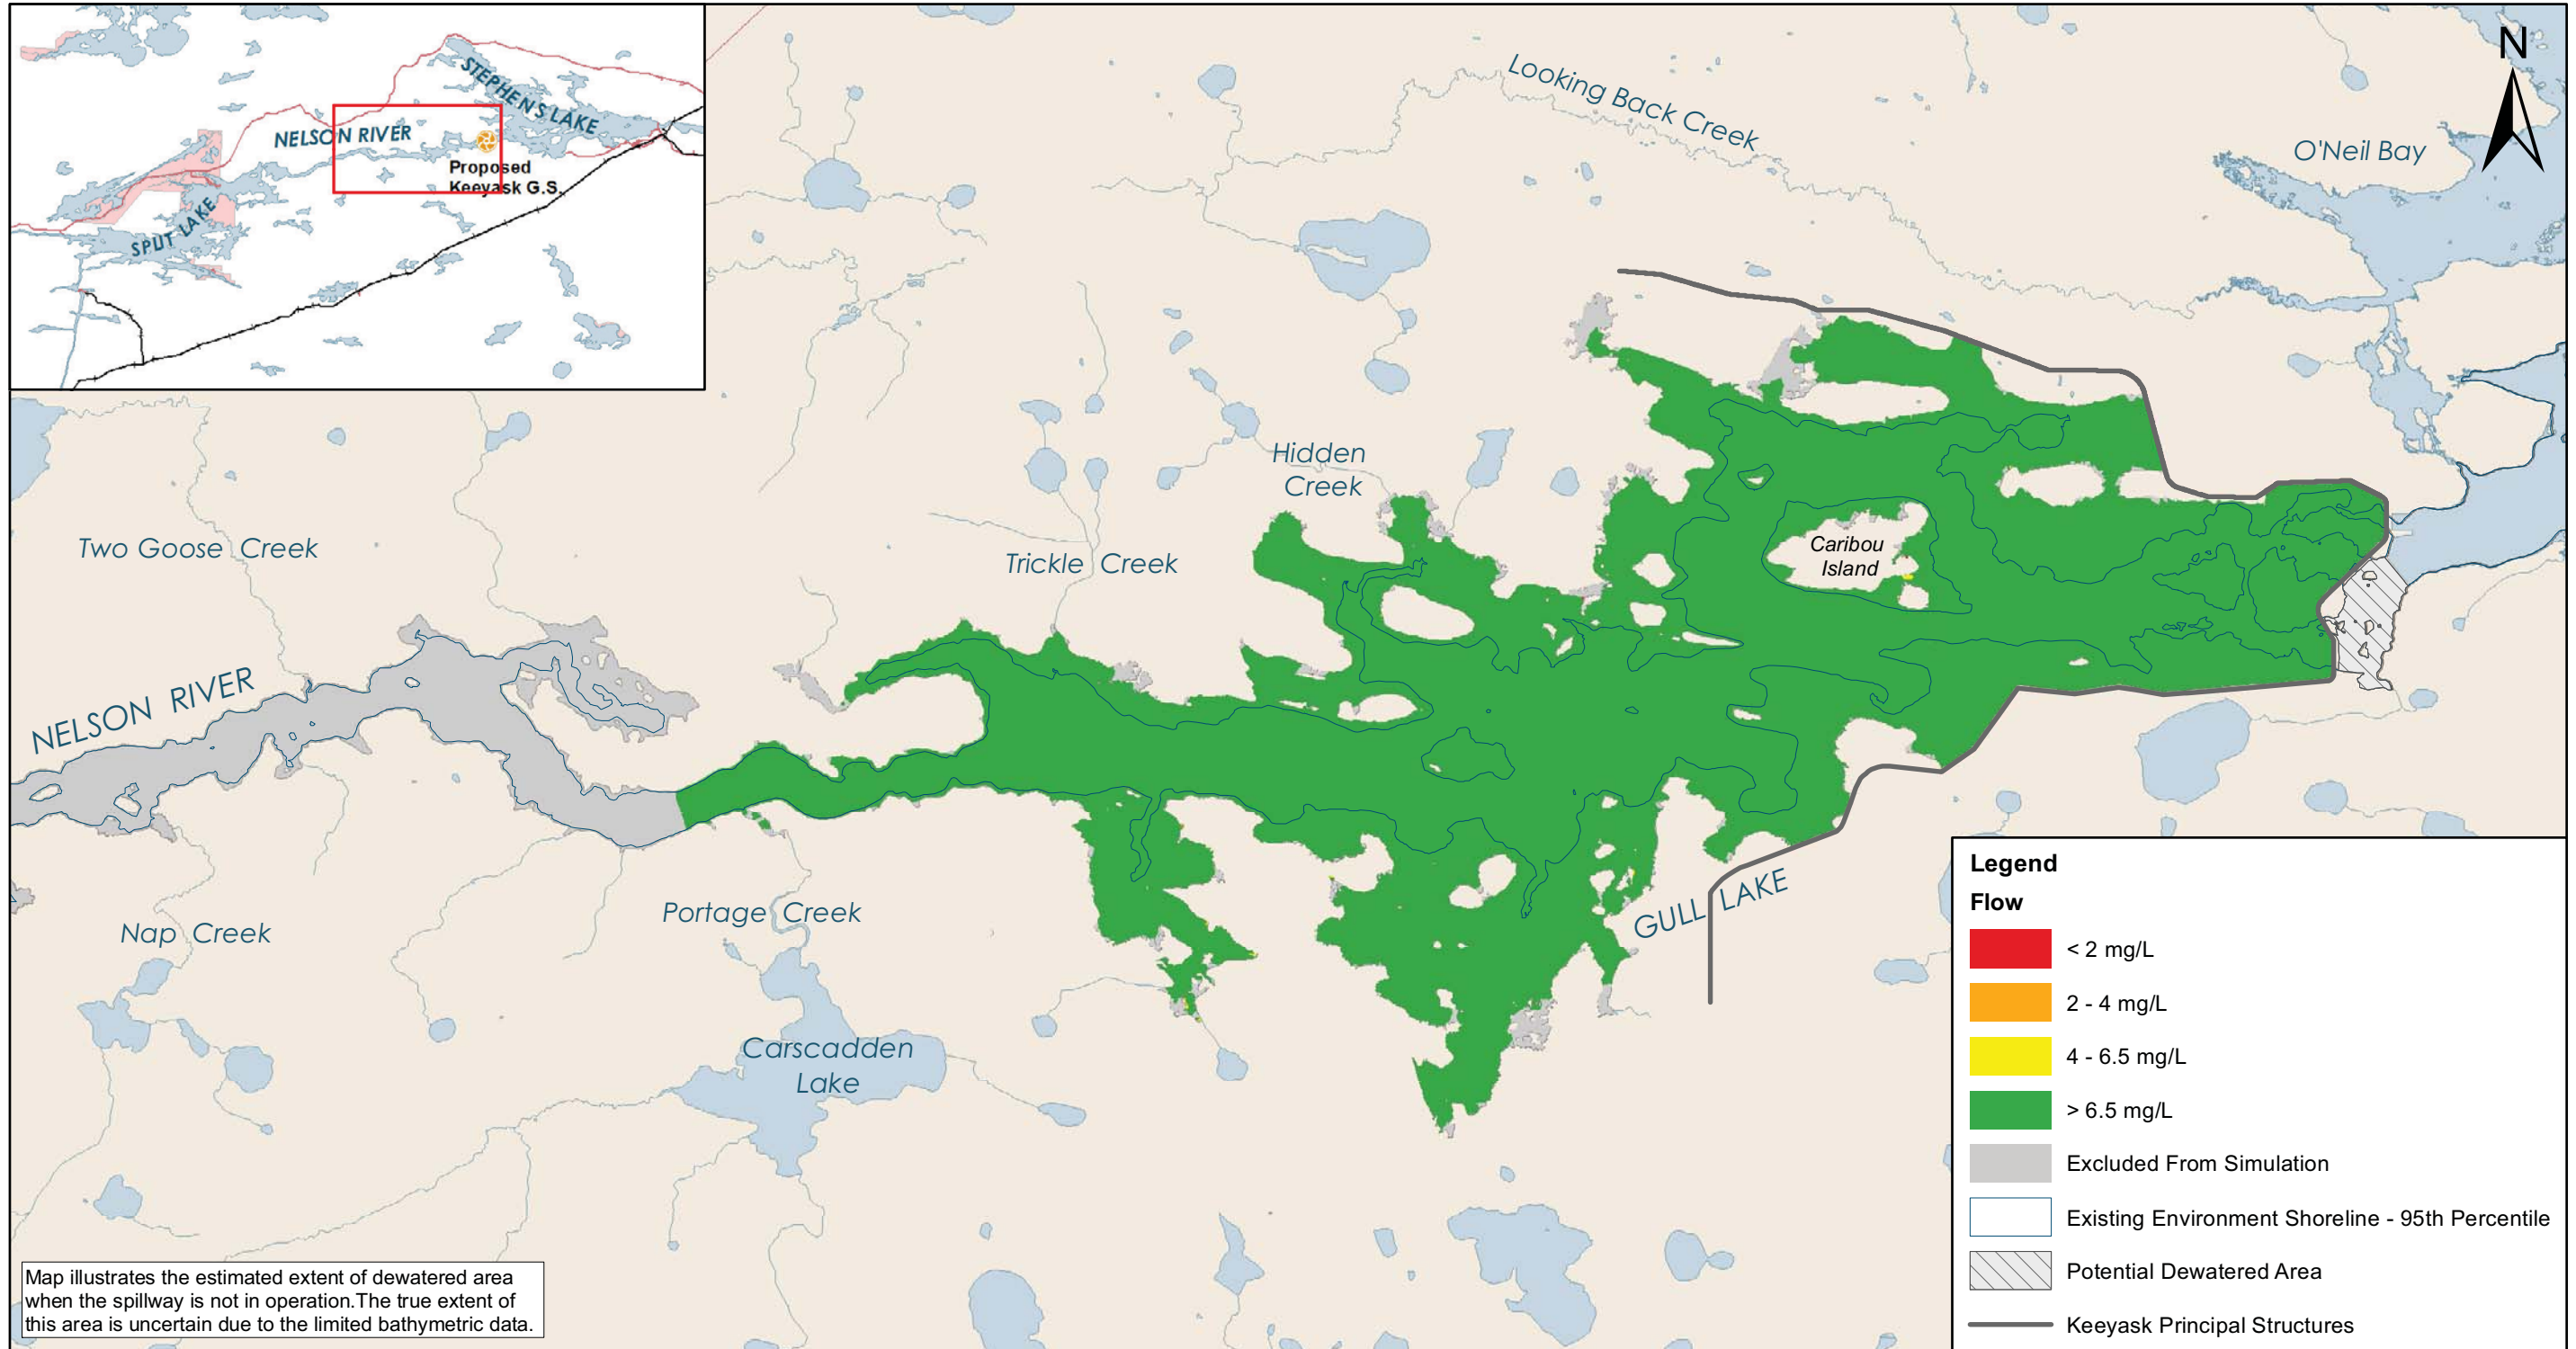 STEPHENS LAKE
NELSON RIVER
Proposed
Keeyask G.S.
SPLIT LAKE
N
Looking Back Creek
O'Neil Bay
Hidden
Creek
Two Goose Creek
Trickle Creek
Caribou
Island
NELSON RIVER
Nap Creek
Portage Creek
GULL LAKE
Carscadden
Lake
Legend
Flow
< 2 mg/L
2 - 4 mg/L
4 - 6.5 mg/L
> 6.5 mg/L
Excluded From Simulation
Existing Environment Shoreline - 95th Percentile
Potential Dewatered Area
Keeyask Principal Structures
Map illustrates the estimated extent of dewatered area
when the spillway is not in operation.The true extent of
this area is uncertain due to the limited bathymetric data.